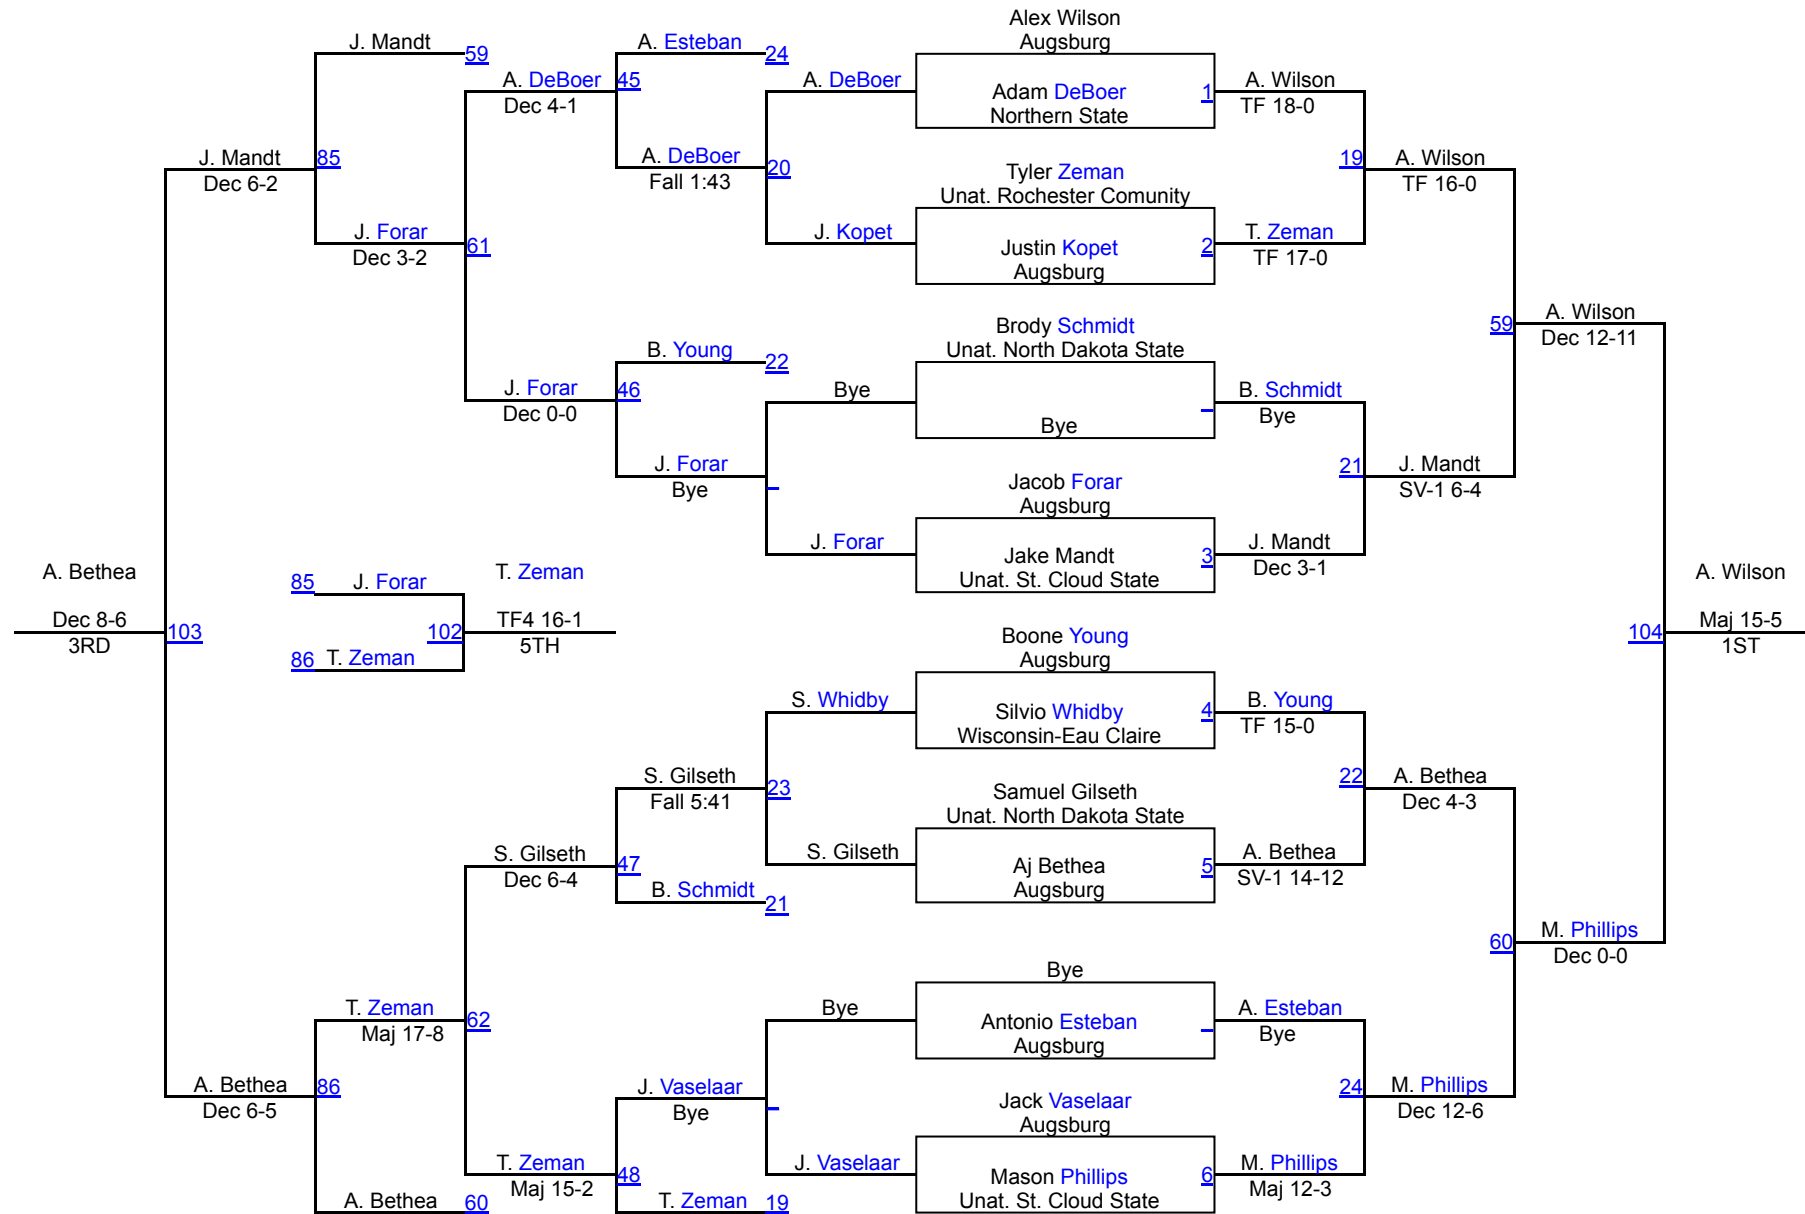 Alex Wilson
Augsburg
J. Mandt
59
A. Esteban
24
A. DeBoer
45
Dec 4-1
A. DeBoer
Adam DeBoer
Northern State
1
A. Wilson
TF 18-0
J. Mandt
Dec 6-2
85
A. DeBoer
Fall 1:43
20
Tyler Zeman
Unat. Rochester Comunity
19
A. Wilson
TF 16-0
J. Forar
Dec 3-2
61
J. Kopet
Justin Kopet
Augsburg
2
T. Zeman
TF 17-0
Brody Schmidt
Unat. North Dakota State
59
A. Wilson
Dec 12-11
B. Young
22
J. Forar
Dec 0-0
46
Bye
Bye
B. Schmidt
Bye
J. Forar
Bye
Jacob Forar
Augsburg
21
J. Mandt
SV-1 6-4
J. Forar
Jake Mandt
Unat. St. Cloud State
3
J. Mandt
Dec 3-1
A. Bethea
Dec 8-6
3RD
103
85
J. Forar
86
T. Zeman
102
T. Zeman
TF4 16-1
5TH
A. Wilson
Maj 15-5
1ST
104
Boone Young
Augsburg
S. Whidby
Silvio Whidby
Wisconsin-Eau Claire
4
B. Young
TF 15-0
S. Gilseth
Fall 5:41
23
Samuel Gilseth
Unat. North Dakota State
22
A. Bethea
Dec 4-3
S. Gilseth
Dec 6-4
47
S. Gilseth
Aj Bethea
Augsburg
5
A. Bethea
SV-1 14-12
B. Schmidt
21
60
M. Phillips
Dec 0-0
Bye
T. Zeman
Maj 17-8
62
Bye
Antonio Esteban
Augsburg
A. Esteban
Bye
A. Bethea
Dec 6-5
86
J. Vaselaar
Bye
Jack Vaselaar
Augsburg
24
M. Phillips
Dec 12-6
T. Zeman
Maj 15-2
48
J. Vaselaar
Mason Phillips
Unat. St. Cloud State
6
M. Phillips
Maj 12-3
A. Bethea
60
T. Zeman
19